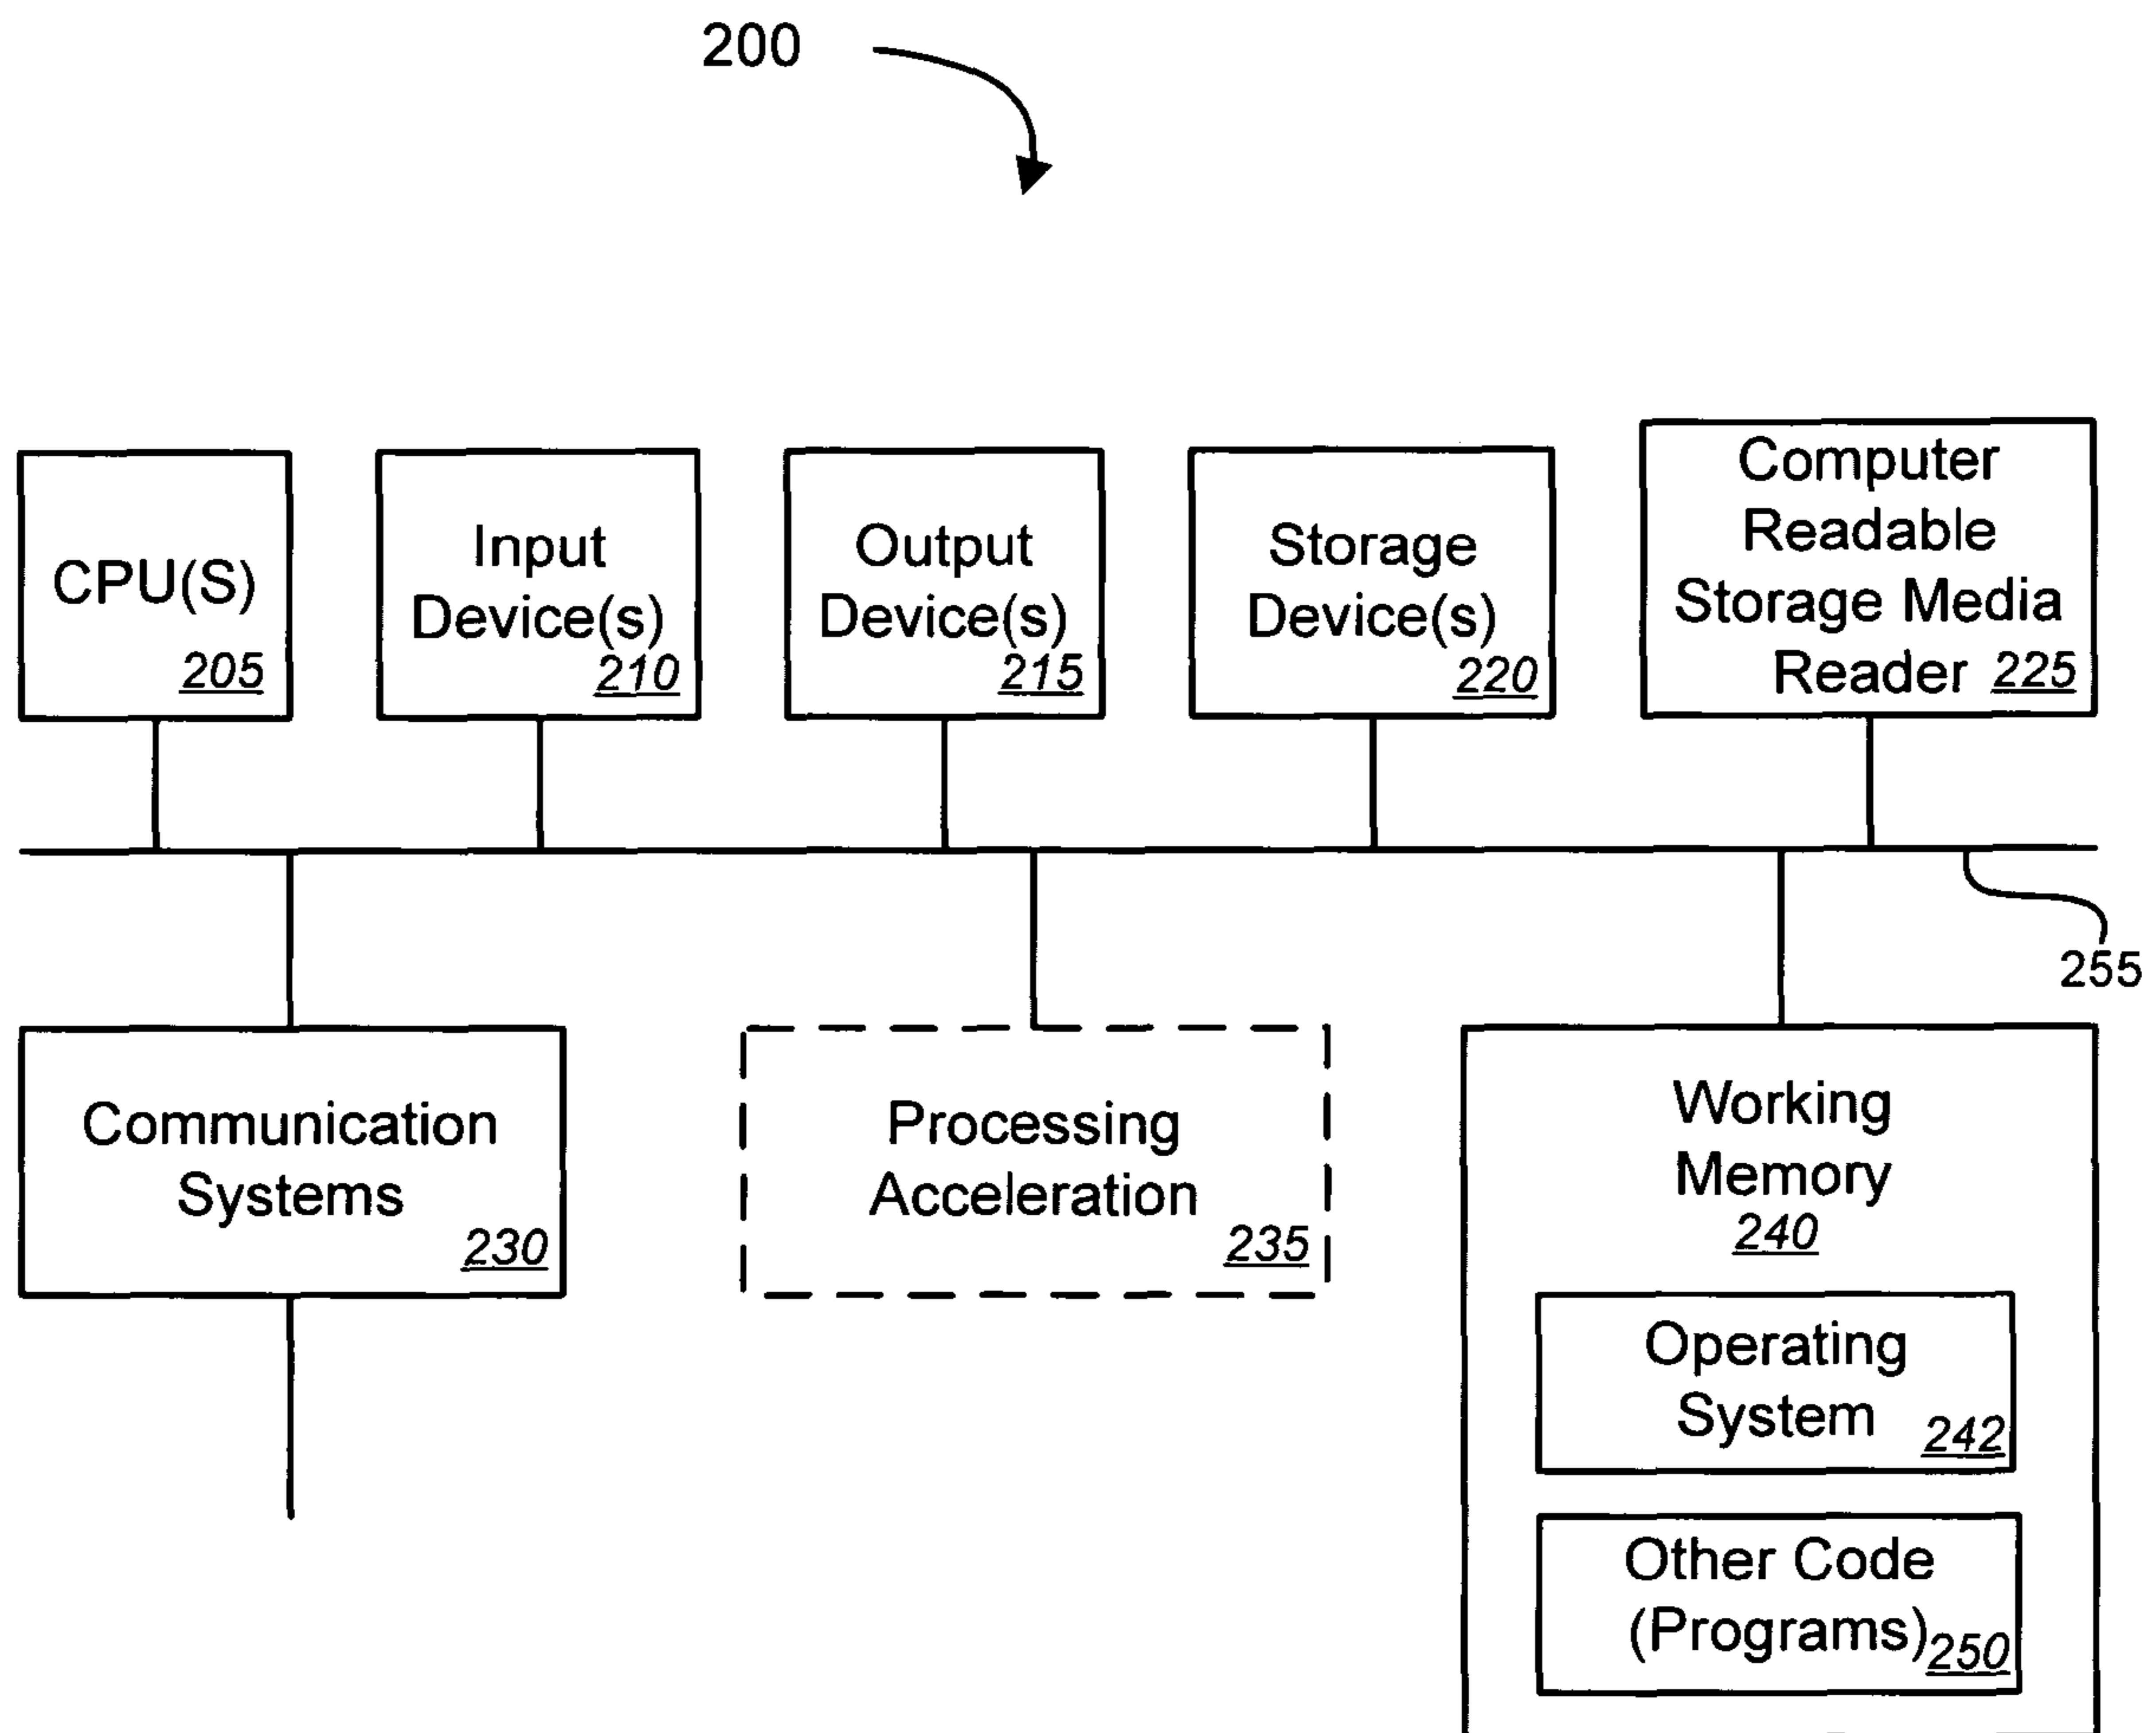 200
CPU(S)
205
Input
Device(s)
210
Output
Device(s)
215
Storage
Device(s)
220
Computer
Readable
Storage Media
Reader 225
255
Communication
Systems
230
Processing
Acceleration
235
Working
Memory
240
Operating
System
242
Other Code
(Programs)
250